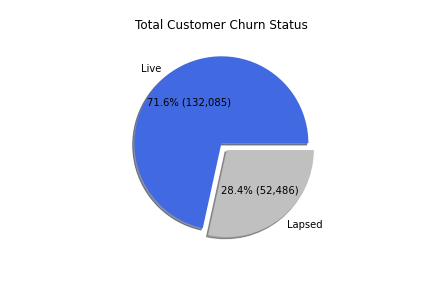 Total Customer Churn Status
Live
71.6% (132,085)
28.4% (52,486)
Lapsed